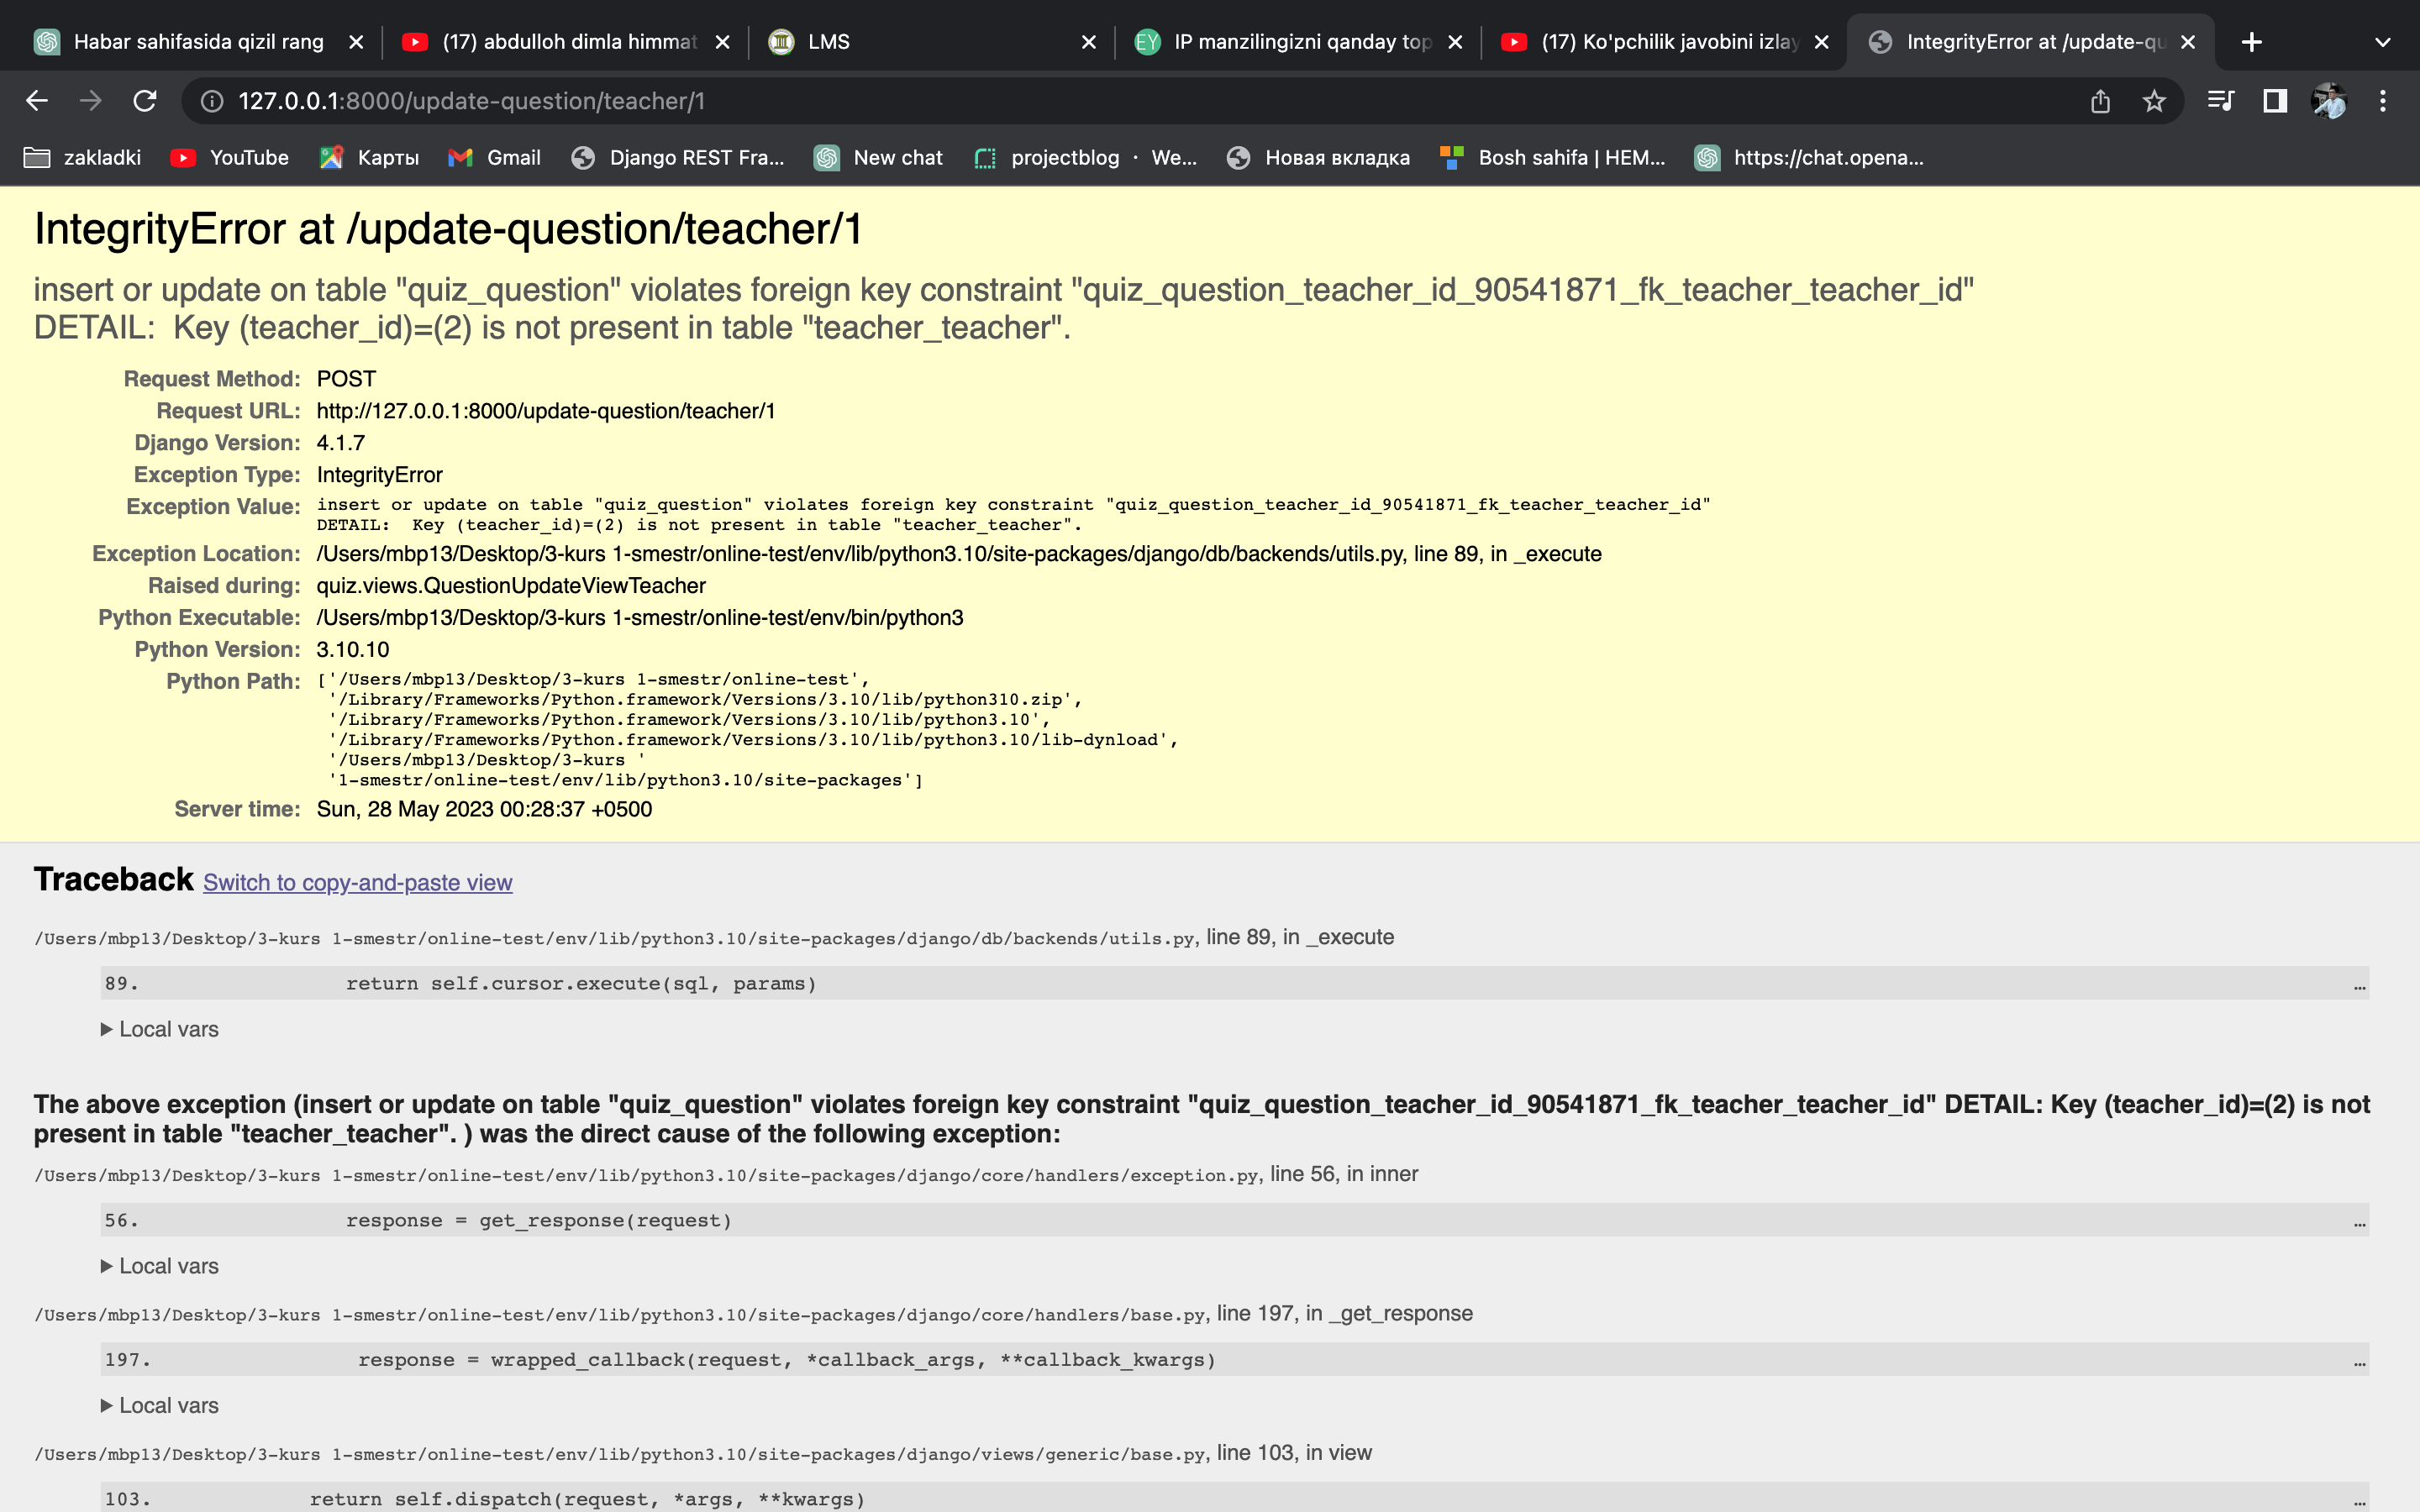 Habar sahifasida qizil rang
(17) abdulloh dimla himmat
LMS
EY
IP manzilingizni qanday top
(17) Ko'pchilik javobini izlay
IntegrityError at /update-qu
127.0.0.1:8000/update-question/teacher/1
zakladki
YouTube
Карты
Gmail
Django REST Fra...
New chat
projectblog · We...
Новая вкладка
Bosh sahifa | HEM...
https://chat.opena...
IntegrityError at /update-question/teacher/1
insert or update on table "quiz_question" violates foreign key constraint "quiz_question_teacher_id_90541871_fk_teacher_teacher_id"
DETAIL:  Key (teacher_id)=(2) is not present in table "teacher_teacher".
Request Method: POST
Request URL: http://127.0.0.1:8000/update-question/teacher/1
Django Version: 4.1.7
Exception Type: IntegrityError
Exception Value: insert or update on table "quiz_question" violates foreign key constraint "quiz_question_teacher_id_90541871_fk_teacher_teacher_id"
DETAIL:  Key (teacher_id)=(2) is not present in table "teacher_teacher".
Exception Location: /Users/mbp13/Desktop/3-kurs 1-smestr/online-test/env/lib/python3.10/site-packages/django/db/backends/utils.py, line 89, in _execute
Raised during: quiz.views.QuestionUpdateViewTeacher
Python Executable: /Users/mbp13/Desktop/3-kurs 1-smestr/online-test/env/bin/python3
Python Version: 3.10.10
Python Path: ['/Users/mbp13/Desktop/3-kurs 1-smestr/online-test',
'/Library/Frameworks/Python.framework/Versions/3.10/lib/python310.zip',
'/Library/Frameworks/Python.framework/Versions/3.10/lib/python3.10',
'/Library/Frameworks/Python.framework/Versions/3.10/lib/python3.10/lib-dynload',
'/Users/mbp13/Desktop/3-kurs '
'1-smestr/online-test/env/lib/python3.10/site-packages']
Server time: Sun, 28 May 2023 00:28:37 +0500
Traceback Switch to copy-and-paste view
/Users/mbp13/Desktop/3-kurs 1-smestr/online-test/env/lib/python3.10/site-packages/django/db/backends/utils.py, line 89, in _execute
89. return self.cursor.execute(sql, params) …
Local vars
The above exception (insert or update on table "quiz_question" violates foreign key constraint "quiz_question_teacher_id_90541871_fk_teacher_teacher_id" DETAIL: Key (teacher_id)=(2) is not
present in table "teacher_teacher". ) was the direct cause of the following exception:
/Users/mbp13/Desktop/3-kurs 1-smestr/online-test/env/lib/python3.10/site-packages/django/core/handlers/exception.py, line 56, in inner
56. response = get_response(request) …
Local vars
/Users/mbp13/Desktop/3-kurs 1-smestr/online-test/env/lib/python3.10/site-packages/django/core/handlers/base.py, line 197, in _get_response
197. response = wrapped_callback(request, *callback_args, **callback_kwargs) …
Local vars
/Users/mbp13/Desktop/3-kurs 1-smestr/online-test/env/lib/python3.10/site-packages/django/views/generic/base.py, line 103, in view
103. return self.dispatch(request, *args, **kwargs) …